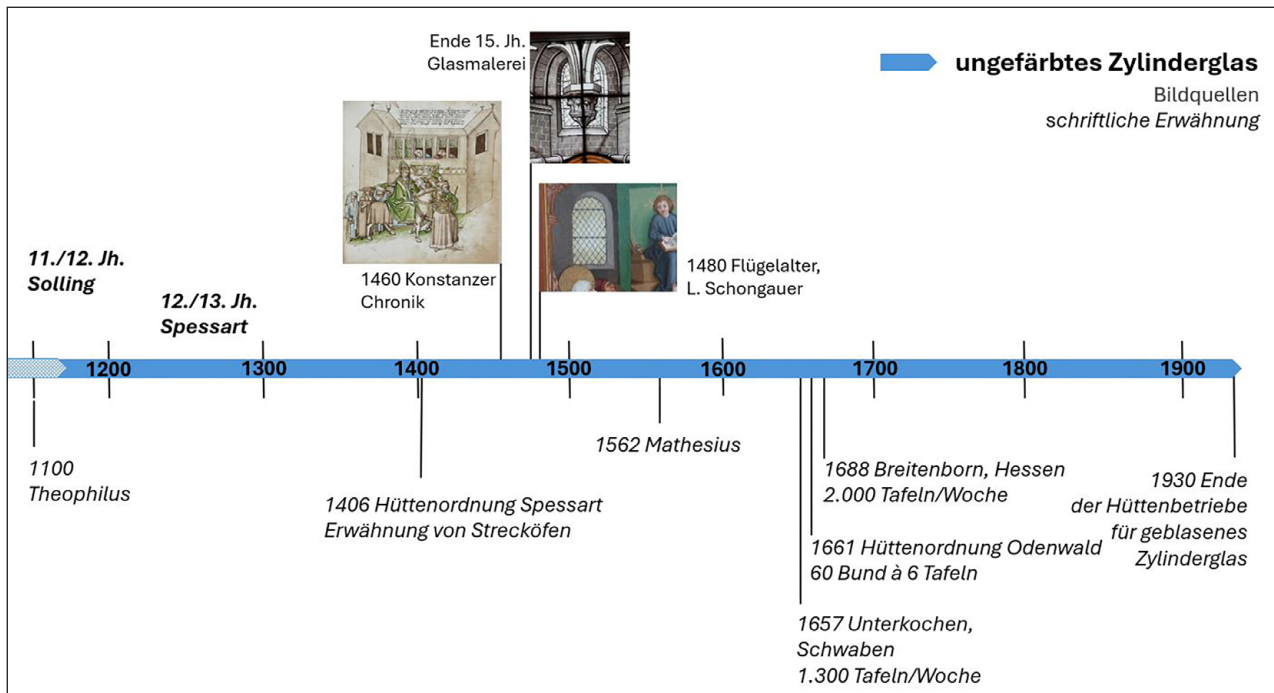 Ende 15. Jh.
Glasmalerei
ungefärbtes Zylinderglas
Bildquellen
schriftliche Erwähnung
1460 Konstanzer
Chronik
1480 Flügelalter,
L. Schongauer
11./12. Jh.
Solling
12./13. Jh.
Spessart
1200
1300
1400
1500
1600
1700
1800
1900
1100
Theophilus
1406 Hüttenordnung Spessart
Erwähnung von Strecköfen
1562 Mathesius
1688 Breitenborn, Hessen
2.000 Tafeln/Woche
1661 Hüttenordnung Odenwald
60 Bund à 6 Tafeln
1657 Unterkochen,
Schwaben
1.300 Tafeln/Woche
1930 Ende
der Hüttenbetriebe
für geblasenes
Zylinderglas